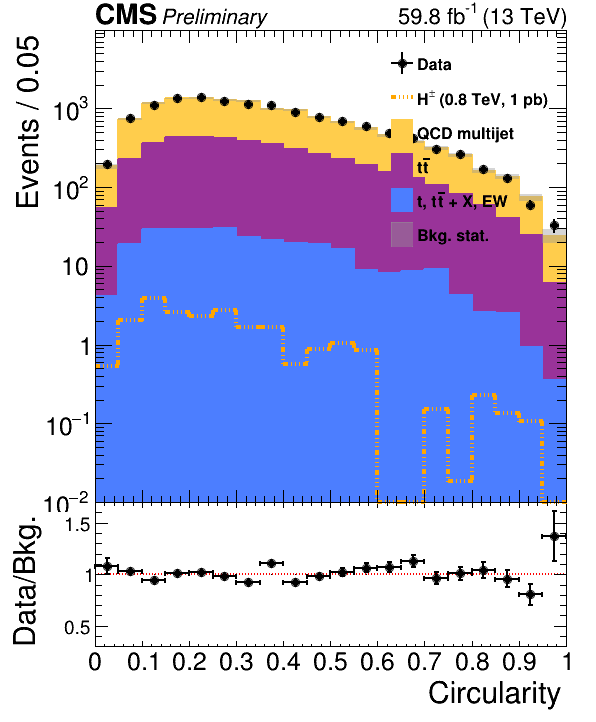 CMS Preliminary 59.8 fb⁻¹ (13 TeV)
Events / 0.05
10³
10²
10
1
10⁻¹
10⁻²
Data
H± (0.8 TeV, 1 pb)
QCD multijet
tt̅
t, tt̅ + X, EW
Bkg. stat.
Data/Bkg.
1.5
1
0.5
0 0.1 0.2 0.3 0.4 0.5 0.6 0.7 0.8 0.9 1
Circularity